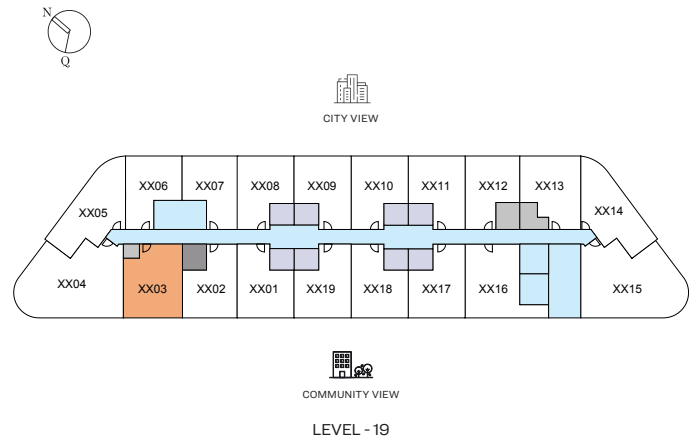 N
Q
CITY VIEW
XX06 XX07 XX08 XX09 XX10 XX11 XX12 XX13
XX05 XX14
XX04 XX03 XX02 XX01 XX19 XX18 XX17 XX16 XX15
COMMUNITY VIEW
LEVEL - 19